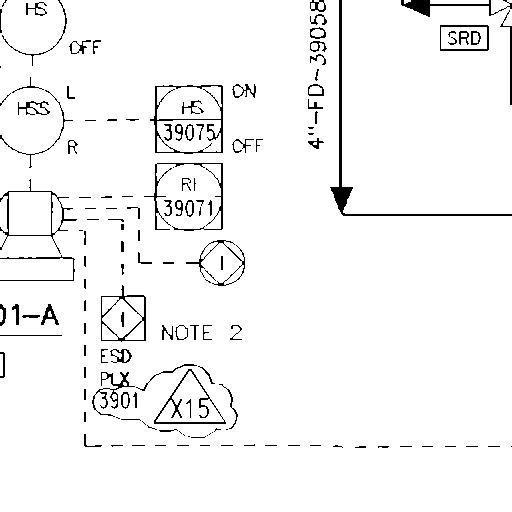 HS
OFF
4"-FD-39058
SRD
L
HSS
R
ON
HS
39075
OFF
RI
39071
I
01-A
I
NOTE 2
ESD
PLX
3901
X15